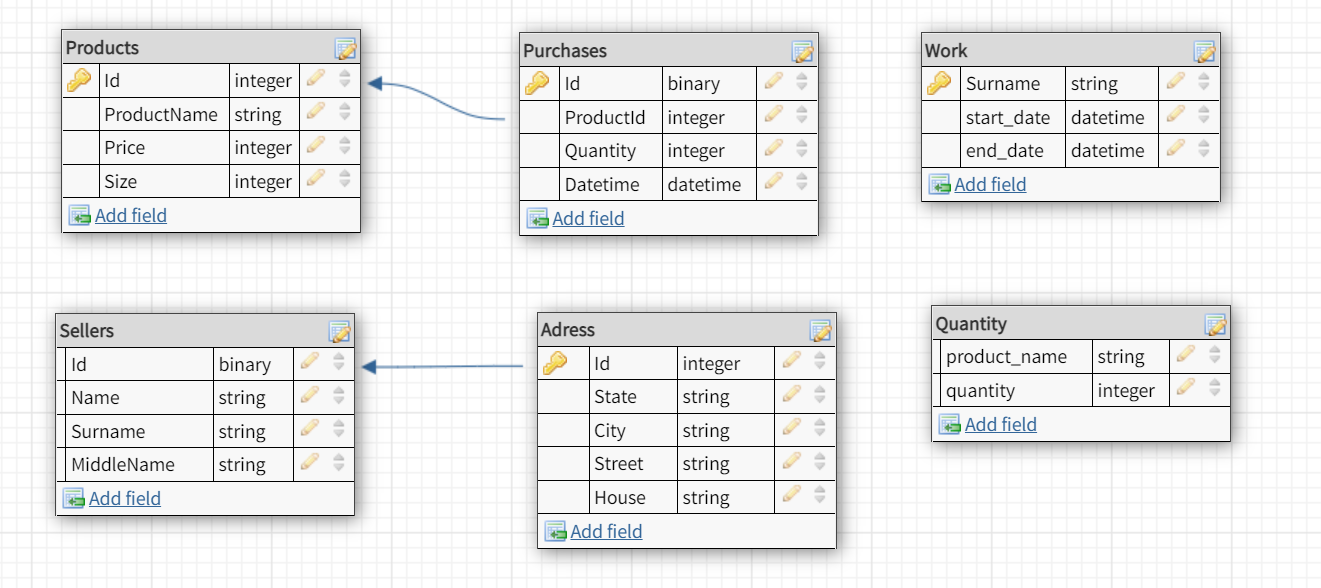 Products
Id integer
ProductName string
Price integer
Size integer
Add field
Purchases
Id binary
ProductId integer
Quantity integer
Datetime datetime
Add field
Work
Surname string
start_date datetime
end_date datetime
Add field
Sellers
Id binary
Name string
Surname string
MiddleName string
Add field
Adress
Id integer
State string
City string
Street string
House string
Add field
Quantity
product_name string
quantity integer
Add field